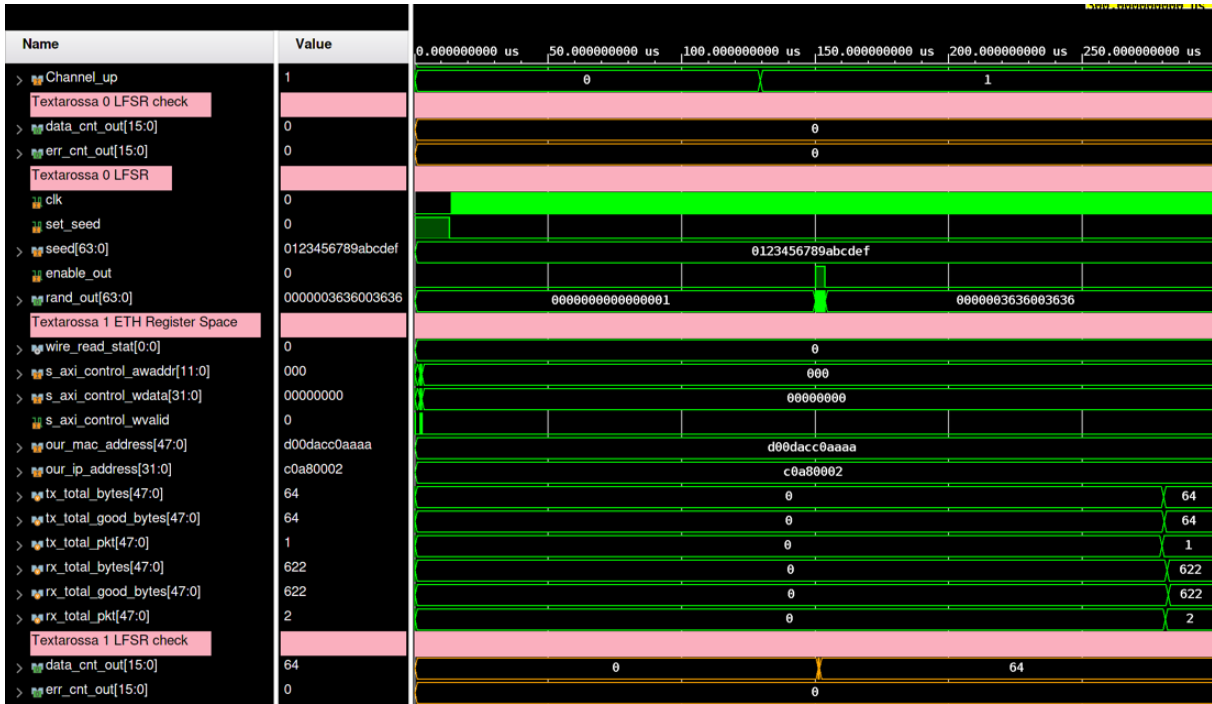 300.000000000 us
Name Value 0.000000000 us 50.000000000 us 100.000000000 us 150.000000000 us 200.000000000 us 250.000000000 us
Channel_up 1 0 1
Textarossa 0 LFSR check
data_cnt_out[15:0] 0 0
err_cnt_out[15:0] 0 0
Textarossa 0 LFSR
clk 0
set_seed 0
seed[63:0] 0123456789abcdef 0123456789abcdef
enable_out 0
rand_out[63:0] 0000003636003636 0000000000000001 0000003636003636
Textarossa 1 ETH Register Space
wire_read_stat[0:0] 0 0
s_axi_control_awaddr[11:0] 000 000
s_axi_control_wdata[31:0] 00000000 00000000
s_axi_control_wvalid 0
our_mac_address[47:0] d00dacc0aaaa d00dacc0aaaa
our_ip_address[31:0] c0a80002 c0a80002
tx_total_bytes[47:0] 64 0 64
tx_total_good_bytes[47:0] 64 0 64
tx_total_pkt[47:0] 1 0 1
rx_total_bytes[47:0] 622 0 622
rx_total_good_bytes[47:0] 622 0 622
rx_total_pkt[47:0] 2 0 2
Textarossa 1 LFSR check
data_cnt_out[15:0] 64 0 64
err_cnt_out[15:0] 0 0